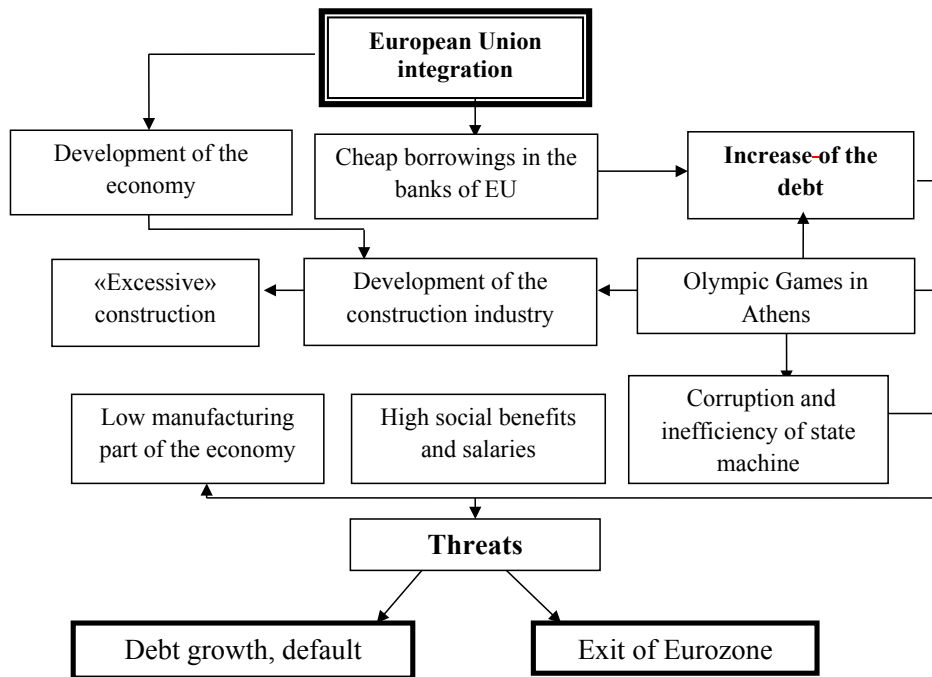 European Union
integration
Development of the
economy
Cheap borrowings in the
banks of EU
Increase of the
debt
«Excessive»
construction
Development of the
construction industry
Olympic Games in
Athens
Low manufacturing
part of the economy
High social benefits
and salaries
Corruption and
inefficiency of state
machine
Threats
Debt growth, default
Exit of Eurozone